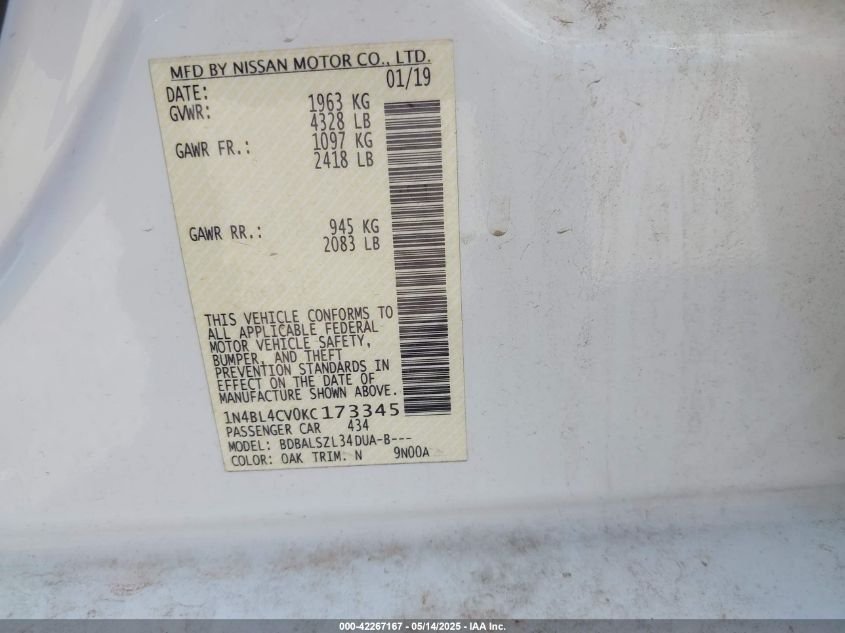 MFD BY NISSAN MOTOR CO., LTD.
DATE: 01/19
GVWR: 1963 KG
4328 LB
GAWR FR.: 1097 KG
2418 LB
GAWR RR.: 945 KG
2083 LB
THIS VEHICLE CONFORMS TO
ALL APPLICABLE FEDERAL
MOTOR VEHICLE SAFETY,
BUMPER, AND THEFT
PREVENTION STANDARDS IN
EFFECT ON THE DATE OF
MANUFACTURE SHOWN ABOVE.
1N4BL4CV0KC173345
PASSENGER CAR 434
MODEL: BDBALSZL34DUA-B---
COLOR: OAK TRIM. N 9N00A
000-42267167 • 05/14/2025 • IAA Inc.